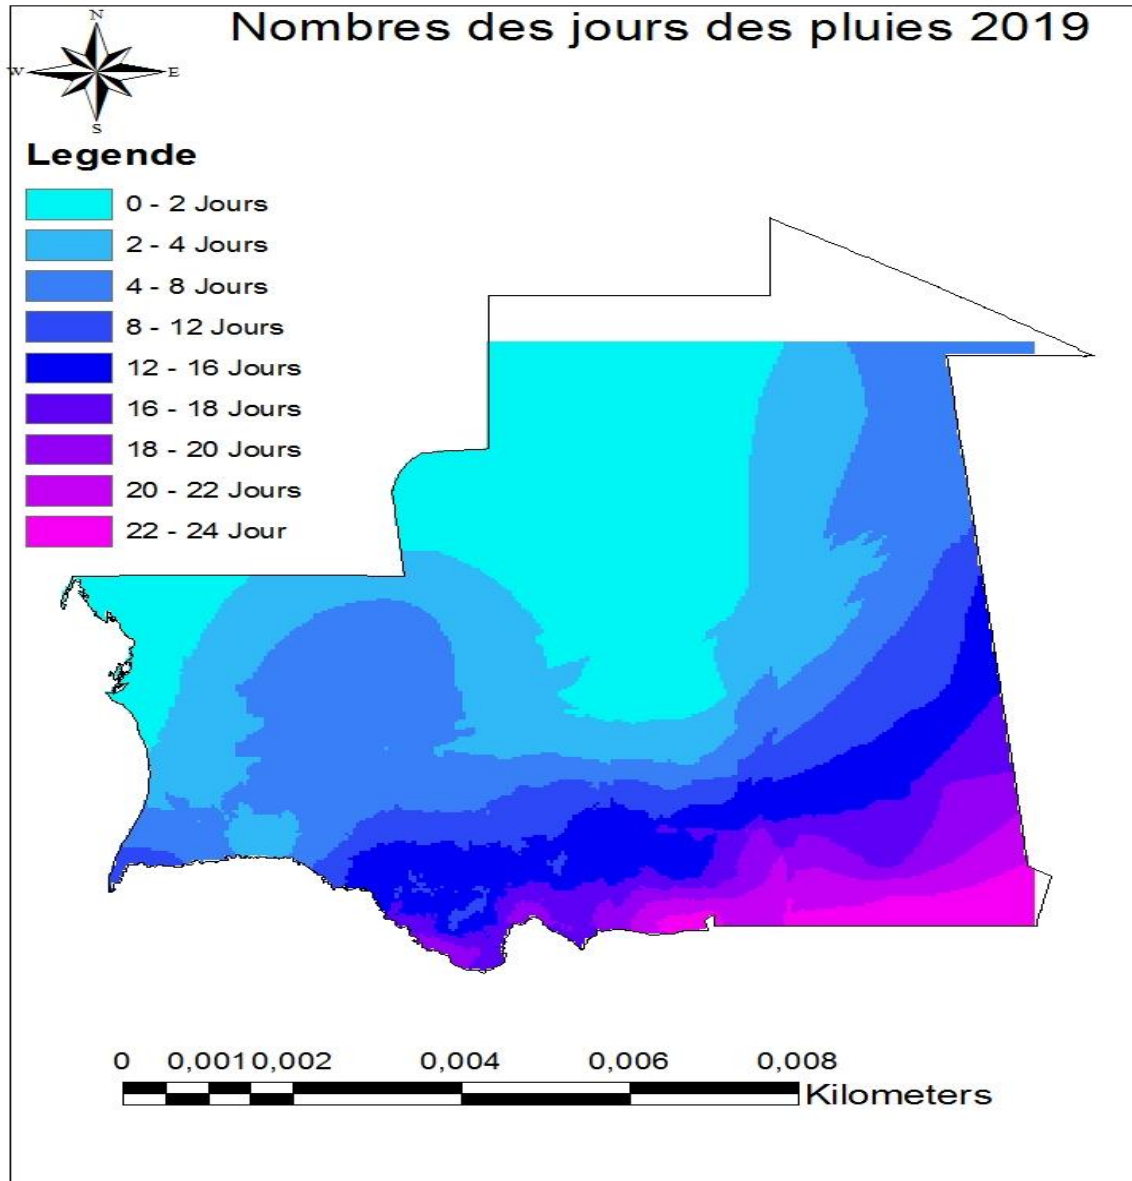 Nombres des jours des pluies 2019
N
W E
S
Legende
0 - 2 Jours
2 - 4 Jours
4 - 8 Jours
8 - 12 Jours
12 - 16 Jours
16 - 18 Jours
18 - 20 Jours
20 - 22 Jours
22 - 24 Jour
0 0,001 0,002 0,004 0,006 0,008
Kilometers